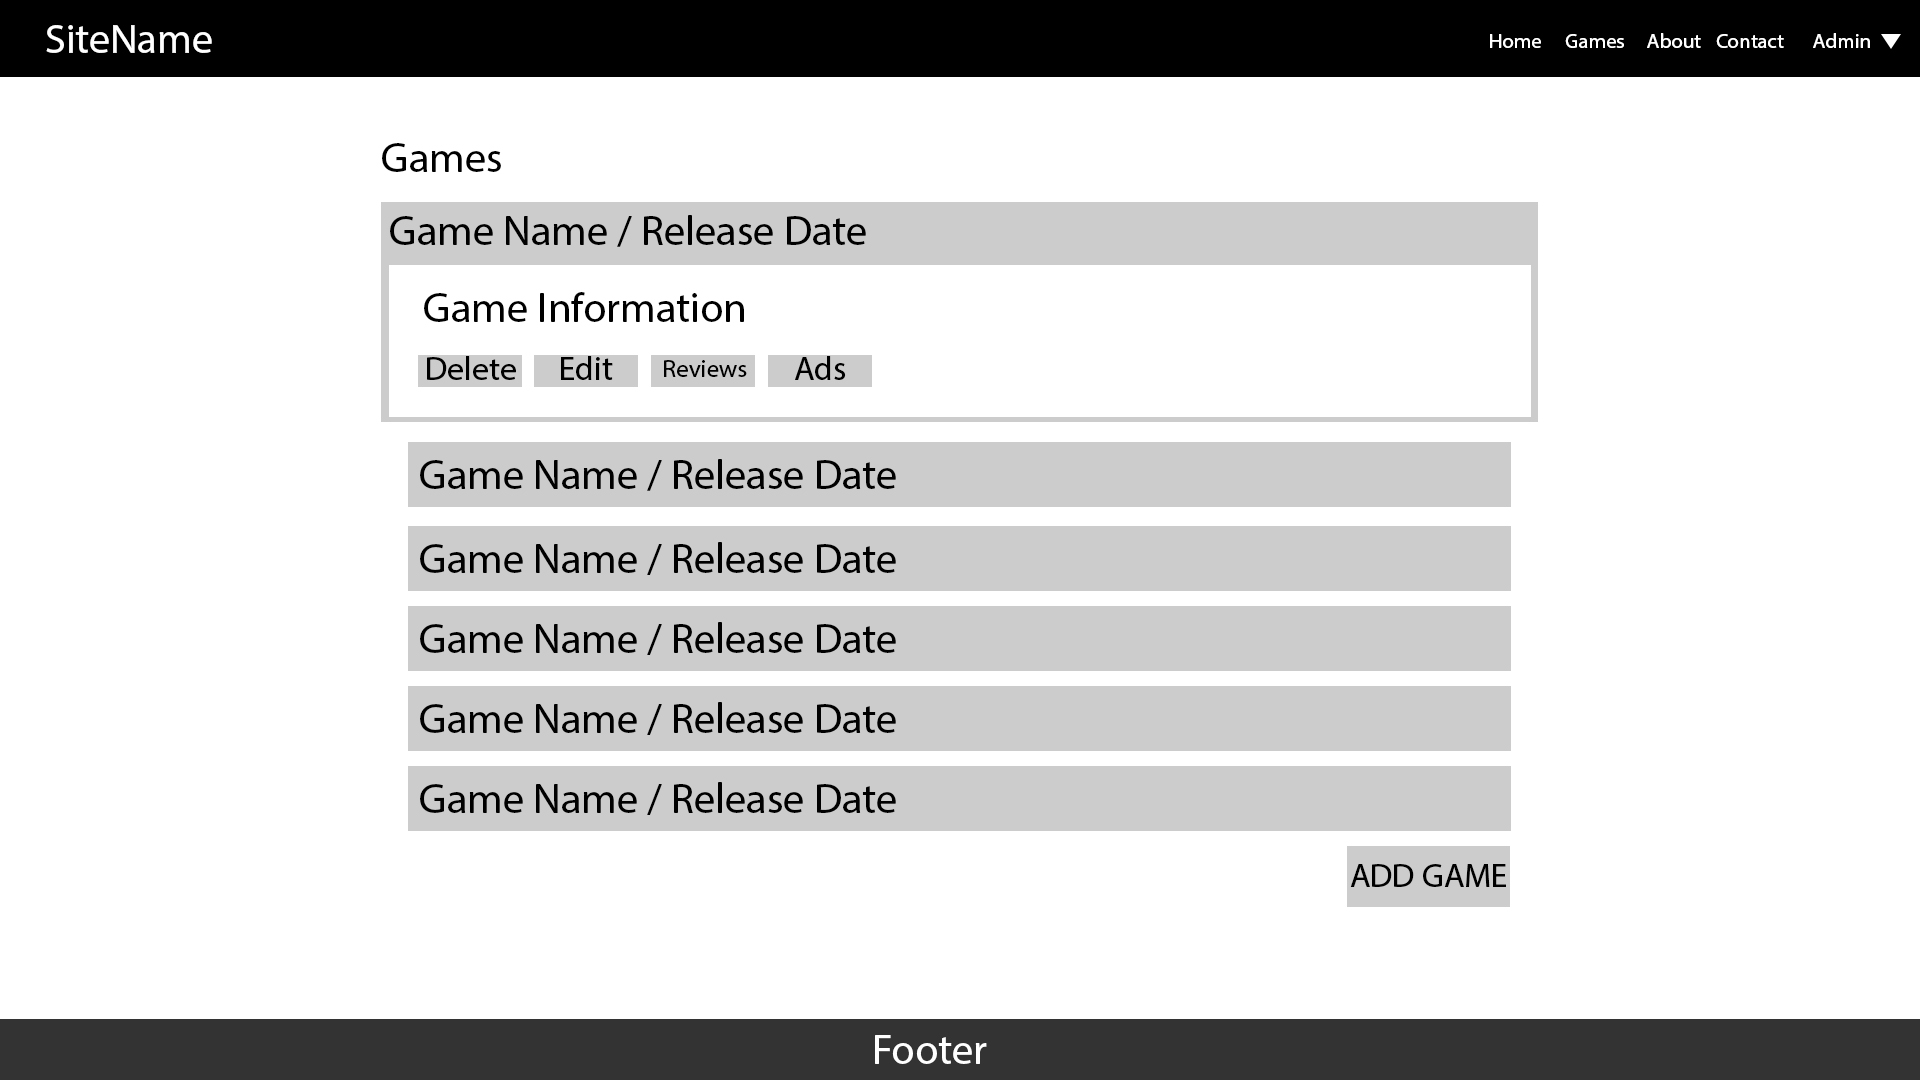 SiteName Home Games About Contact Admin
Games
Game Name / Release Date
Game Information
Delete Edit Reviews Ads
Game Name / Release Date
Game Name / Release Date
Game Name / Release Date
Game Name / Release Date
Game Name / Release Date
ADD GAME
Footer